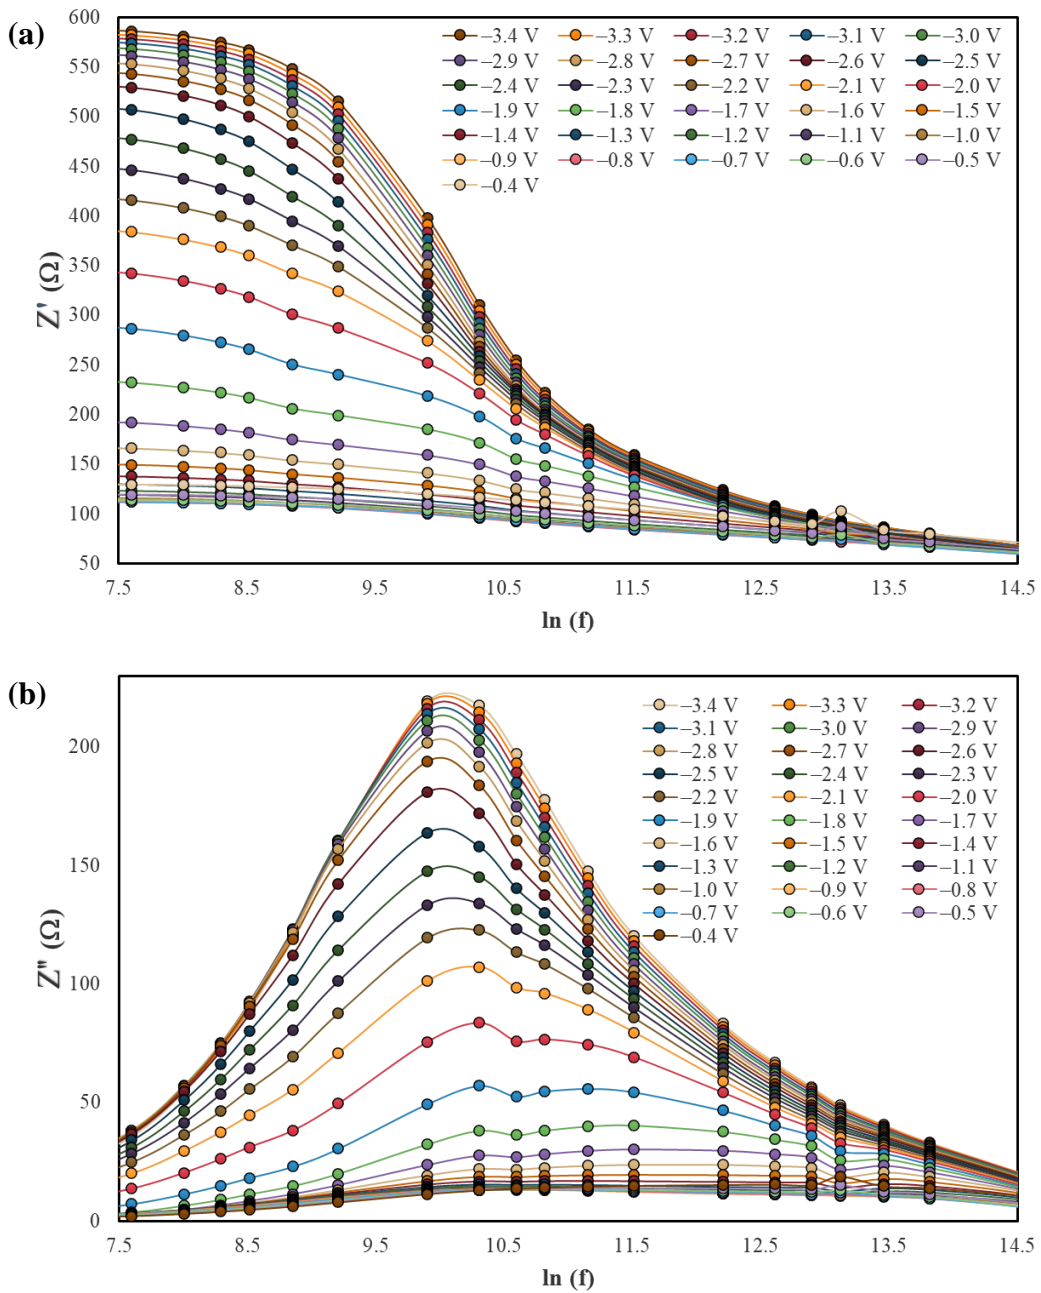 (a)
600
550
500
450
400
350
300
250
200
150
100
50
Z' (Ω)
–3.4 V –3.3 V –3.2 V –3.1 V –3.0 V
–2.9 V –2.8 V –2.7 V –2.6 V –2.5 V
–2.4 V –2.3 V –2.2 V –2.1 V –2.0 V
–1.9 V –1.8 V –1.7 V –1.6 V –1.5 V
–1.4 V –1.3 V –1.2 V –1.1 V –1.0 V
–0.9 V –0.8 V –0.7 V –0.6 V –0.5 V
–0.4 V
7.5 8.5 9.5 10.5 11.5 12.5 13.5 14.5
ln (f)
(b)
200
150
100
50
0
Z" (Ω)
–3.4 V –3.3 V –3.2 V
–3.1 V –3.0 V –2.9 V
–2.8 V –2.7 V –2.6 V
–2.5 V –2.4 V –2.3 V
–2.2 V –2.1 V –2.0 V
–1.9 V –1.8 V –1.7 V
–1.6 V –1.5 V –1.4 V
–1.3 V –1.2 V –1.1 V
–1.0 V –0.9 V –0.8 V
–0.7 V –0.6 V –0.5 V
–0.4 V
7.5 8.5 9.5 10.5 11.5 12.5 13.5 14.5
ln (f)